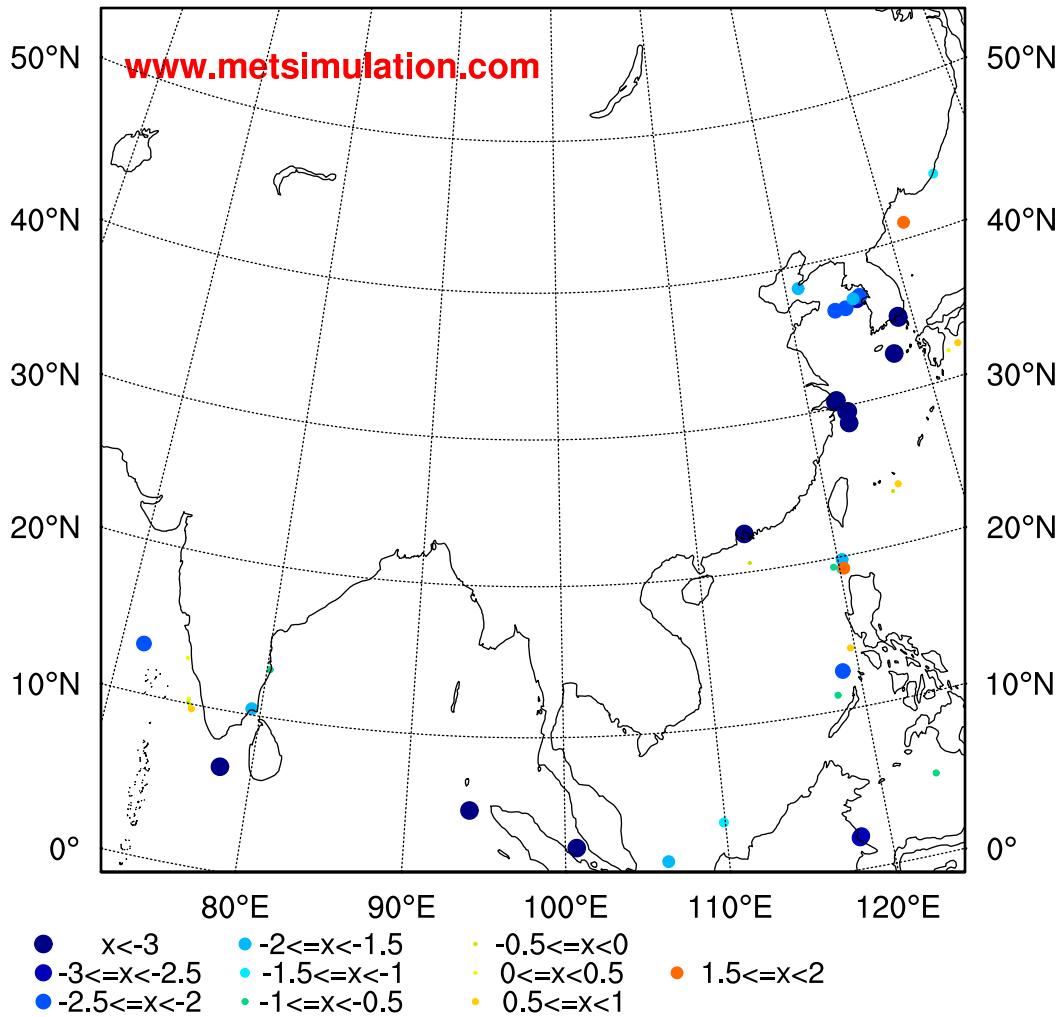 www.metsimulation.com
50°N 50°N
40°N 40°N
30°N 30°N
20°N 20°N
10°N 10°N
0° 0°
80°E 90°E 100°E 110°E 120°E
x<-3 -2<=x<-1.5 -0.5<=x<0
-3<=x<-2.5 -1.5<=x<-1 0<=x<0.5 1.5<=x<2
-2.5<=x<-2 -1<=x<-0.5 0.5<=x<1